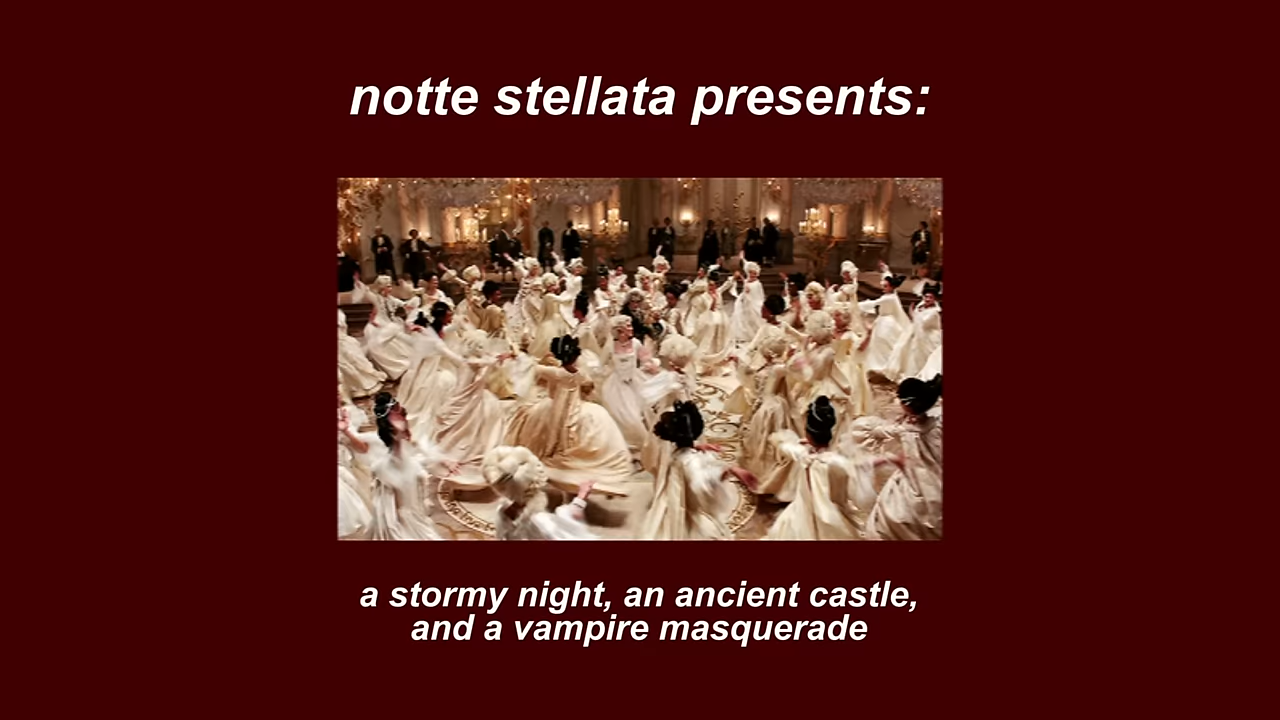 notte stellata presents:
a stormy night, an ancient castle,
and a vampire masquerade